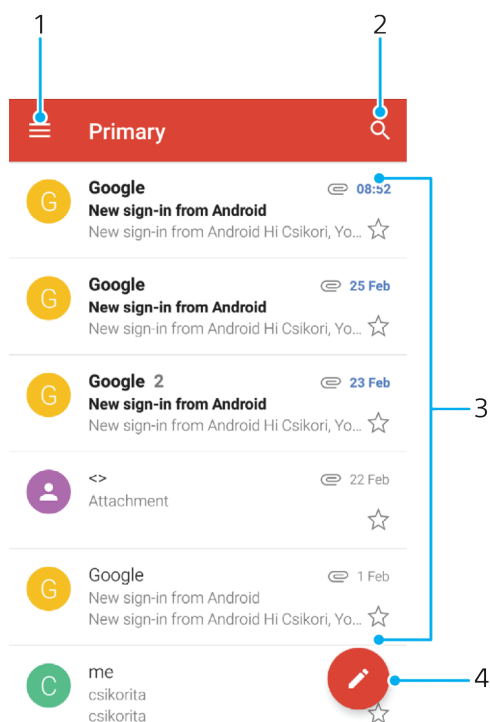 1
2
Primary
G
Google
08:52
New sign-in from Android
New sign-in from Android Hi Csikori, Yo...
G
Google
25 Feb
New sign-in from Android
New sign-in from Android Hi Csikori, Yo...
G
Google 2
23 Feb
New sign-in from Android
New sign-in from Android Hi Csikori, Yo...
3
<>
22 Feb
Attachment
G
Google
1 Feb
New sign-in from Android
New sign-in from Android Hi Csikori, Yo...
C
me
csikorita
csikorita
4